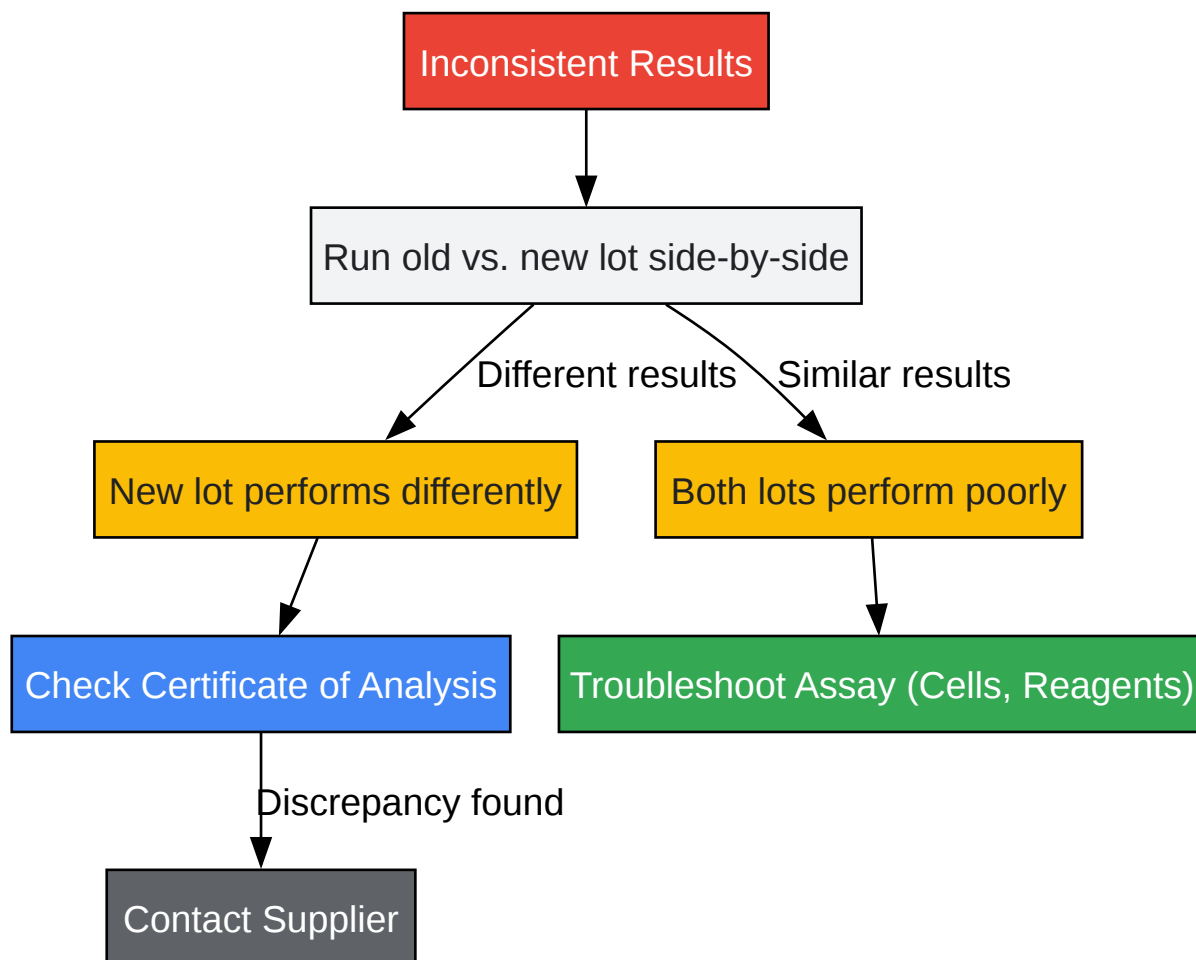 Inconsistent Results
Run old vs. new lot side-by-side
Different results
Similar results
New lot performs differently
Both lots perform poorly
Check Certificate of Analysis
Troubleshoot Assay (Cells, Reagents)
Discrepancy found
Contact Supplier